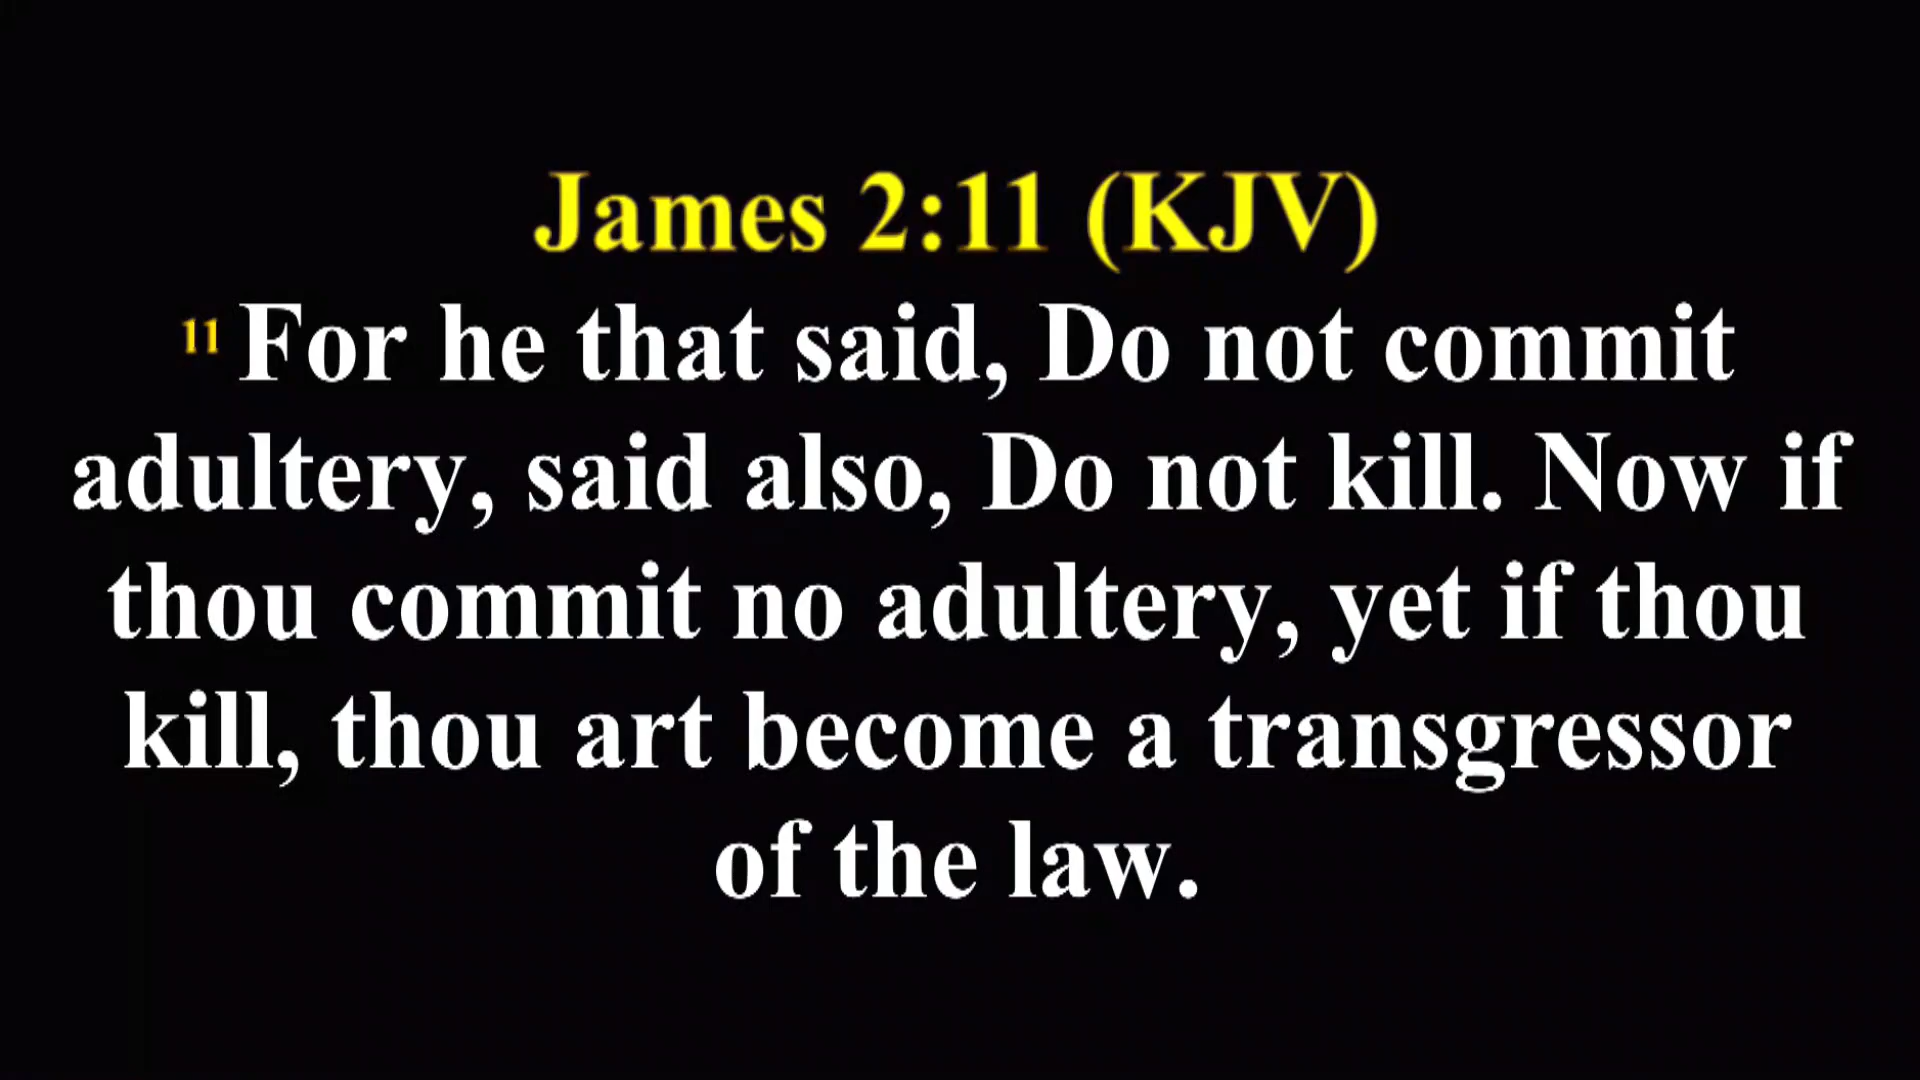 James 2:11 (KJV)
11 For he that said, Do not commit
adultery, said also, Do not kill. Now if
thou commit no adultery, yet if thou
kill, thou art become a transgressor
of the law.